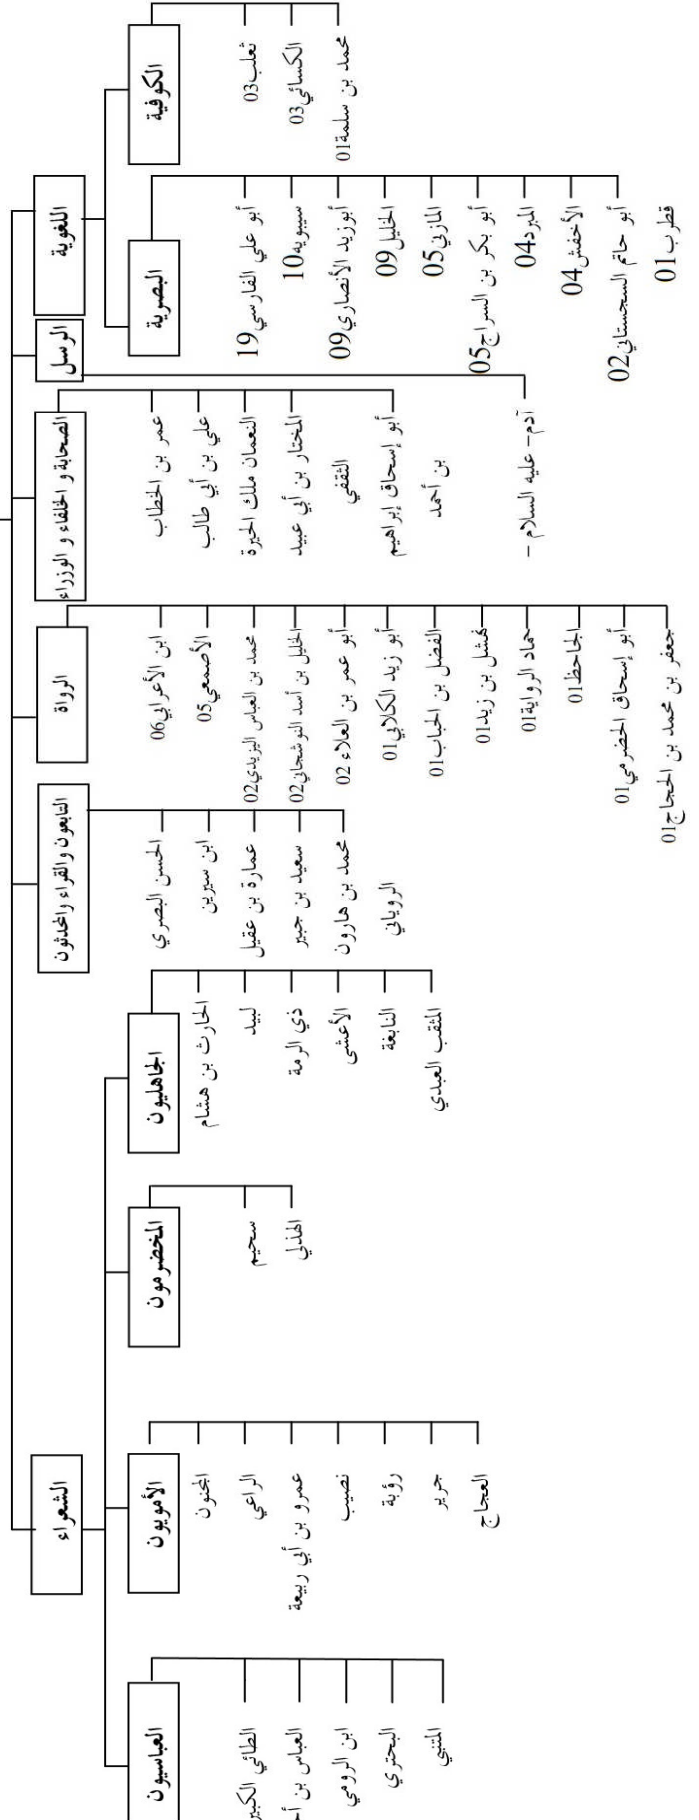 اللغوية
الكوفية
ثعلب03
الكسائي03
محمد بن سلمة01
البصرية
أبو علي الفارسي19
سيبويه10
أبوزيد الأنصاري09
الخليل09
المازني05
أبو بكر بن السراج05
المبرد04
الأخفش04
أبو حاتم السجستاني02
قطرب01
الرسل
آدم- عليه السلام -
الصحابة و الخلفاء و الوزراء
عمر بن الخطاب
علي بن أبي طالب
النعمان ملك الحيرة
المختار بن أبي عبيد
الثقفي
أبو إسحاق إبراهيم
بن أحمد
الرواة
ابن الأعرابي06
الأصمعي05
محمد بن العباس اليزيدي02
الخليل بن أسد النوشجاني02
أبو عمر بن العلاء 02
أبو زيد الكلابي01
الفضل بن الحباب01
نهشل بن زيد01
حماد الرواية01
الجاحظ01
أبو إسحاق الحضرمي01
جعفر بن محمد بن الحجاج01
التابعون والقراء والمحدثون
الحسن البصري
ابن سيرين
عمارة بن عقيل
سعيد بن جبير
محمد بن هارون
الروياني
الشعراء
الجاهليون
الحارث بن هشام
لبيد
ذي الرمة
الأعشى
النابغة
المثقب العبدي
المخضرمون
سحيم
الهذلي
الأمويون
المجنون
الراعي
عمرو بن أبي ربيعة
نصيب
رؤبة
جرير
العجاج
العباسيون
الطائي الكبير
العباس بن
ابن الرومي
البحتري
المتنبي